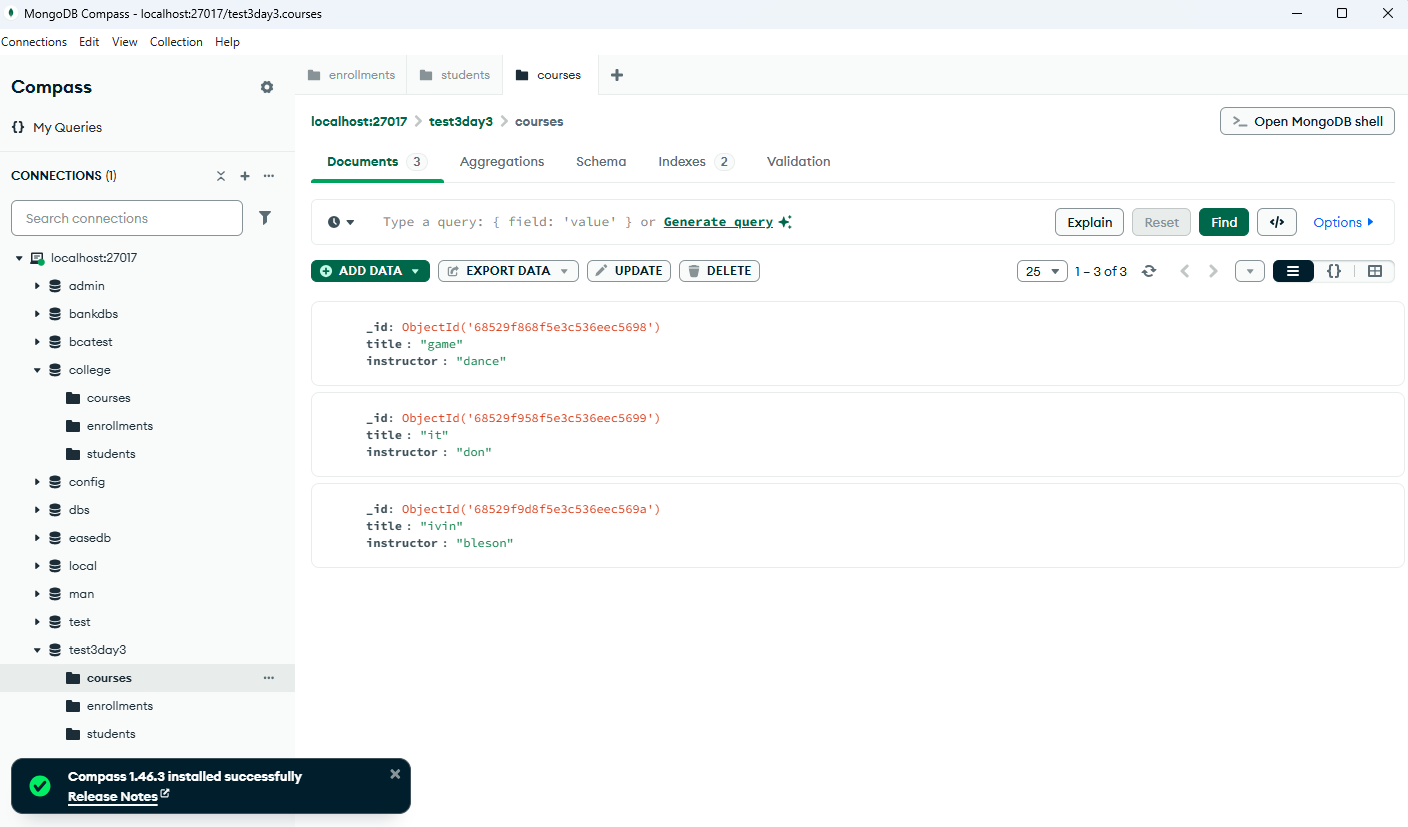 MongoDB Compass - localhost:27017/test3day3.courses
Connections Edit View Collection Help
Compass
{} My Queries
CONNECTIONS (1)
Search connections
localhost:27017
admin
bankdbs
bcatest
college
courses
enrollments
students
config
dbs
easedb
local
man
test
test3day3
courses
enrollments
students
Compass 1.46.3 installed successfully
Release Notes
enrollments students courses
localhost:27017 > test3day3 > courses
>_ Open MongoDB shell
Documents 3 Aggregations Schema Indexes 2 Validation
Type a query: { field: 'value' } or Generate query
Explain Reset Find </> Options
ADD DATA EXPORT DATA UPDATE DELETE
25 1 – 3 of 3 {}
_id: ObjectId('68529f868f5e3c536eec5698')
title : "game"
instructor : "dance"
_id: ObjectId('68529f958f5e3c536eec5699')
title : "it"
instructor : "don"
_id: ObjectId('68529f9d8f5e3c536eec569a')
title : "ivin"
instructor : "bleson"